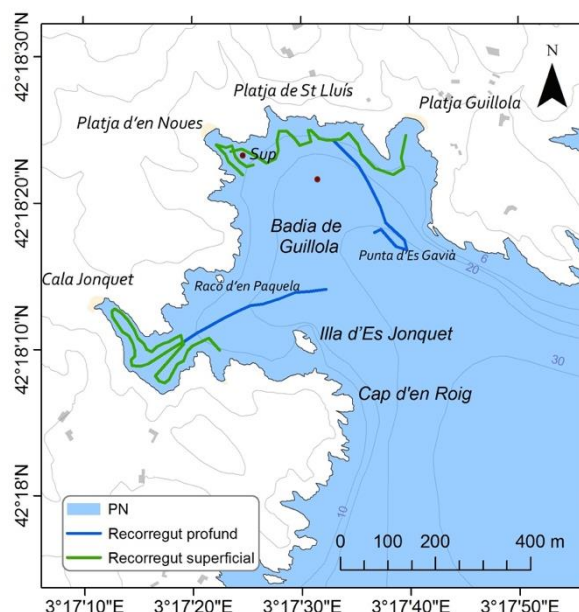 42°18'30"N
42°18'20"N
42°18'10"N
42°18'N
N
Platja de St Lluís
Platja d'en Noues
Platja Guillola
Sup
Badia de
Guillola
Punta d'Es Gavià
6
20
Cala Jonquet
Racò d'en Paquela
Illa d'Es Jonquet
Cap d'en Roig
30
10
PN
Recorregut profund
Recorregut superficial
0 100 200 400 m
3°17'10"E
3°17'20"E
3°17'30"E
3°17'40"E
3°17'50"E